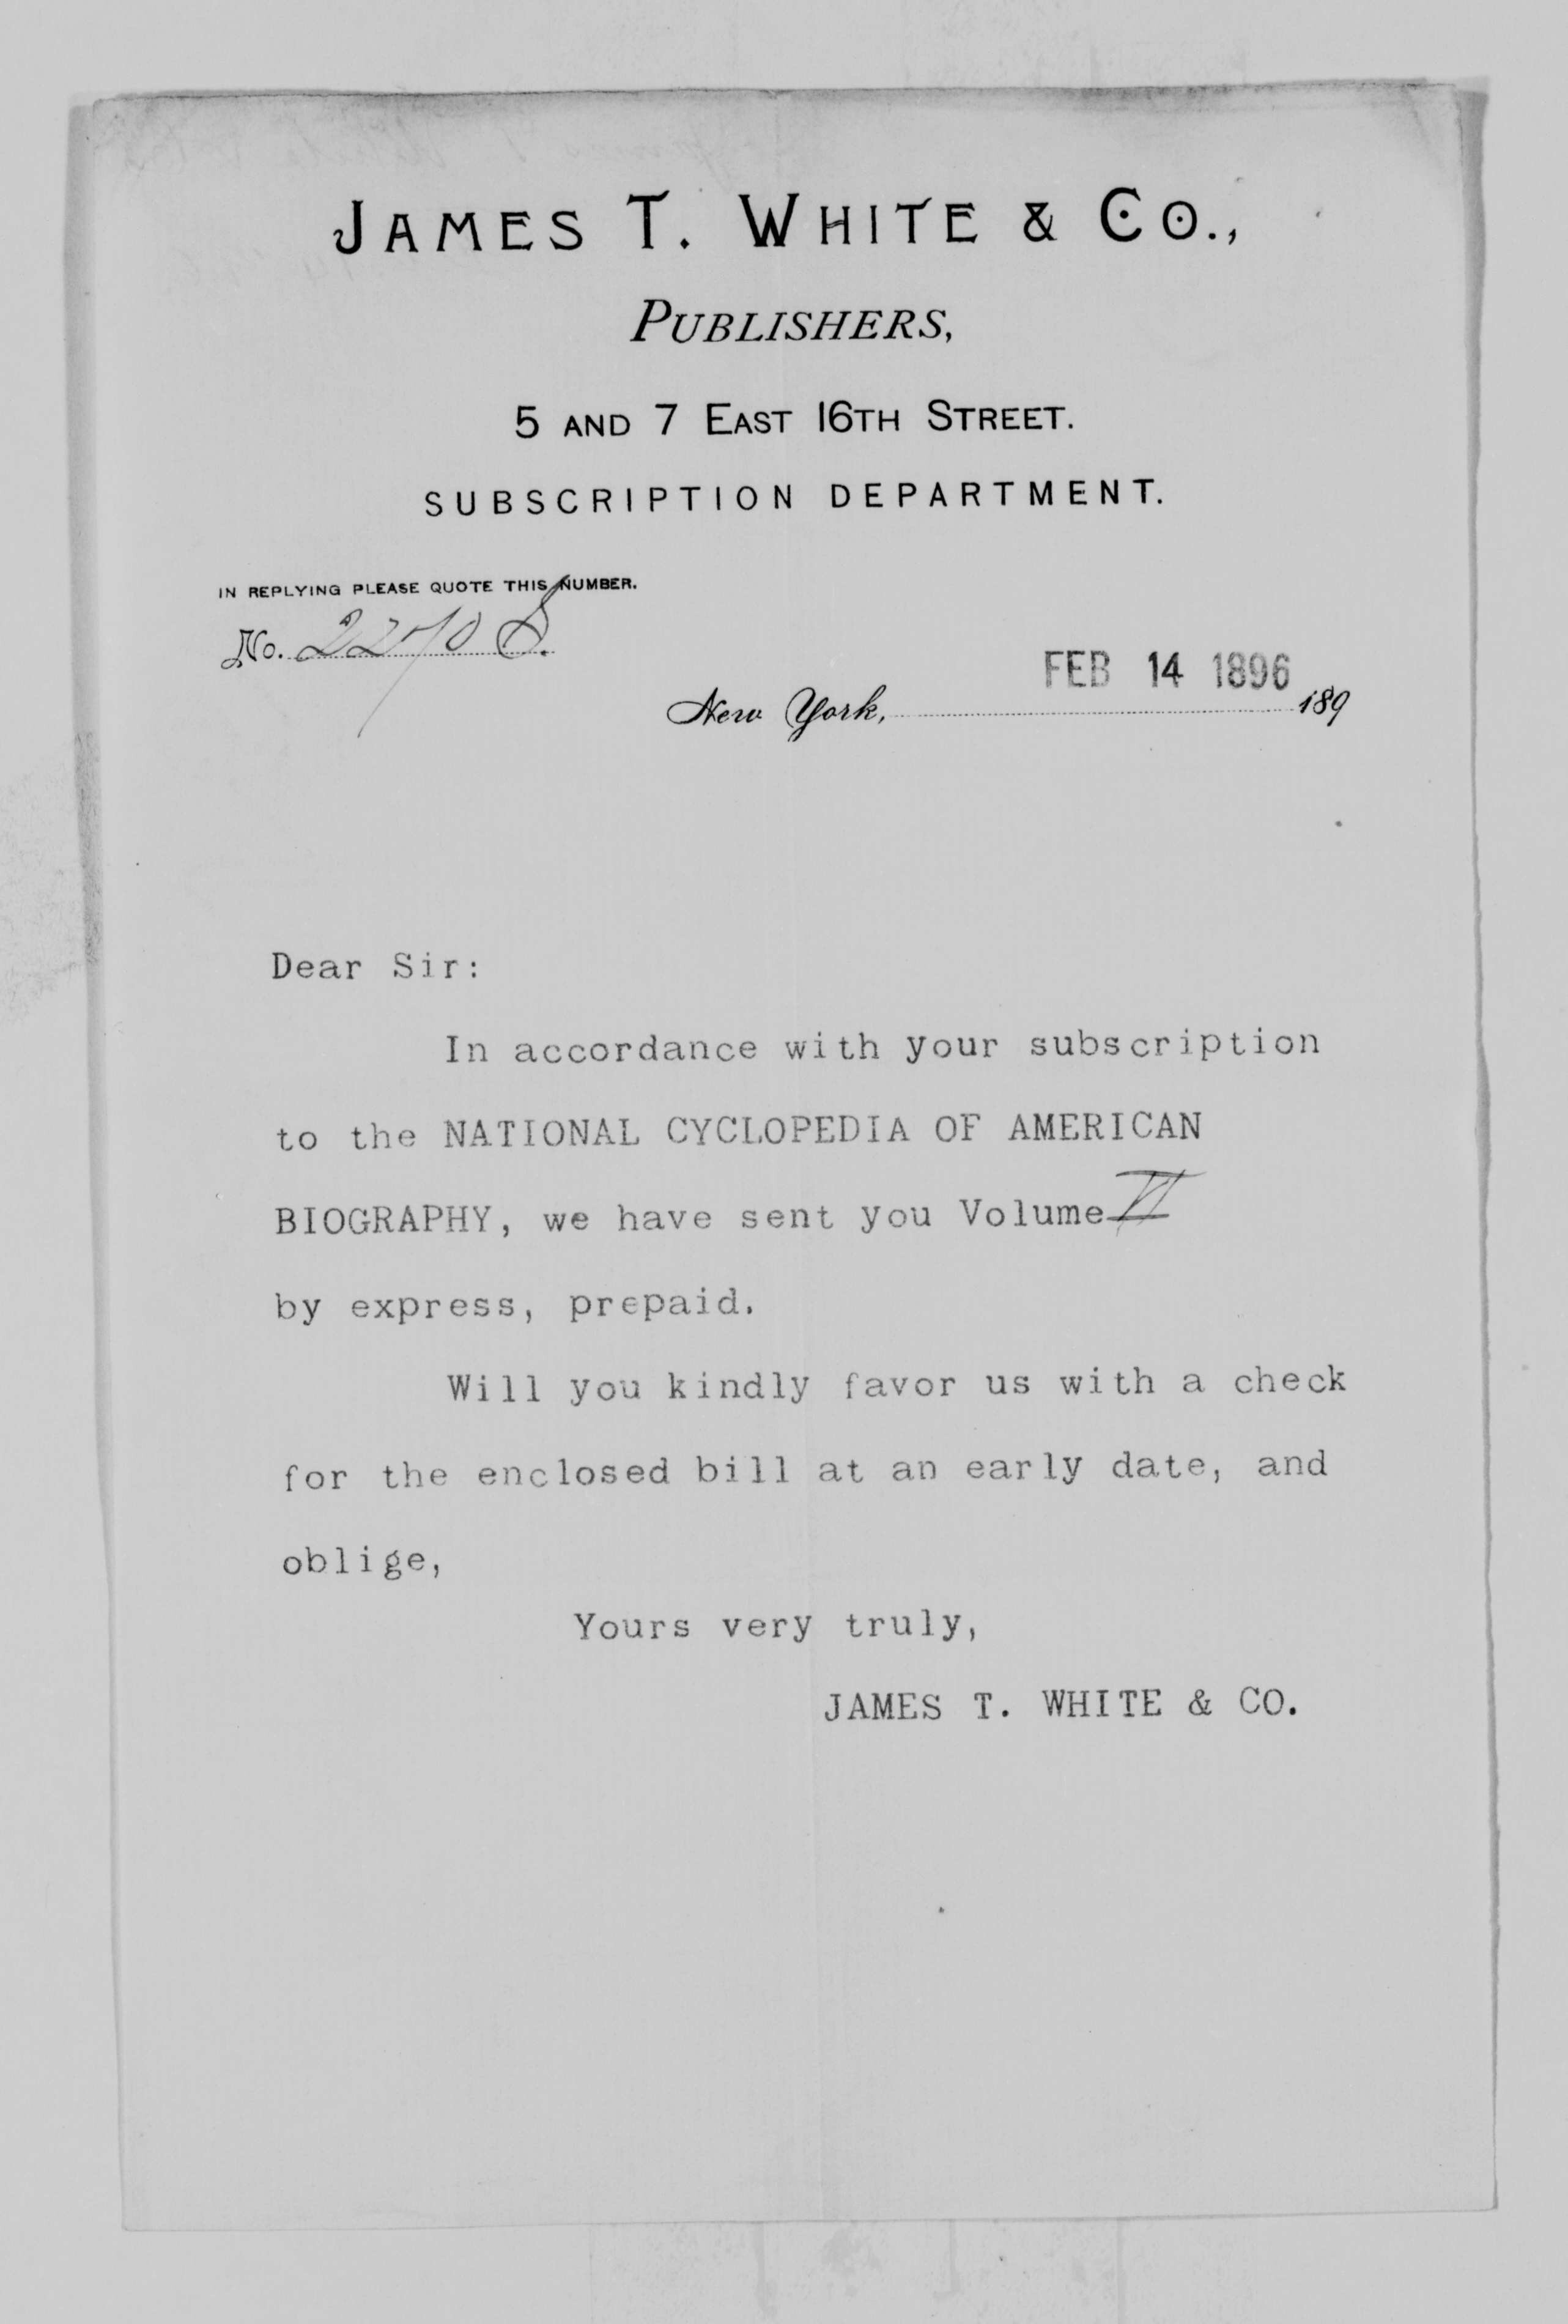 JAMES T. WHITE & CO.,
PUBLISHERS,
5 AND 7 EAST 16TH STREET.
SUBSCRIPTION DEPARTMENT.
IN REPLYING PLEASE QUOTE THIS NUMBER.
No. 2270 S.
FEB 14 1896
New York, 189
Dear Sir:
In accordance with your subscription
to the NATIONAL CYCLOPEDIA OF AMERICAN
BIOGRAPHY, we have sent you Volume VI
by express, prepaid.
Will you kindly favor us with a check
for the enclosed bill at an early date, and
oblige,
Yours very truly,
JAMES T. WHITE & CO.